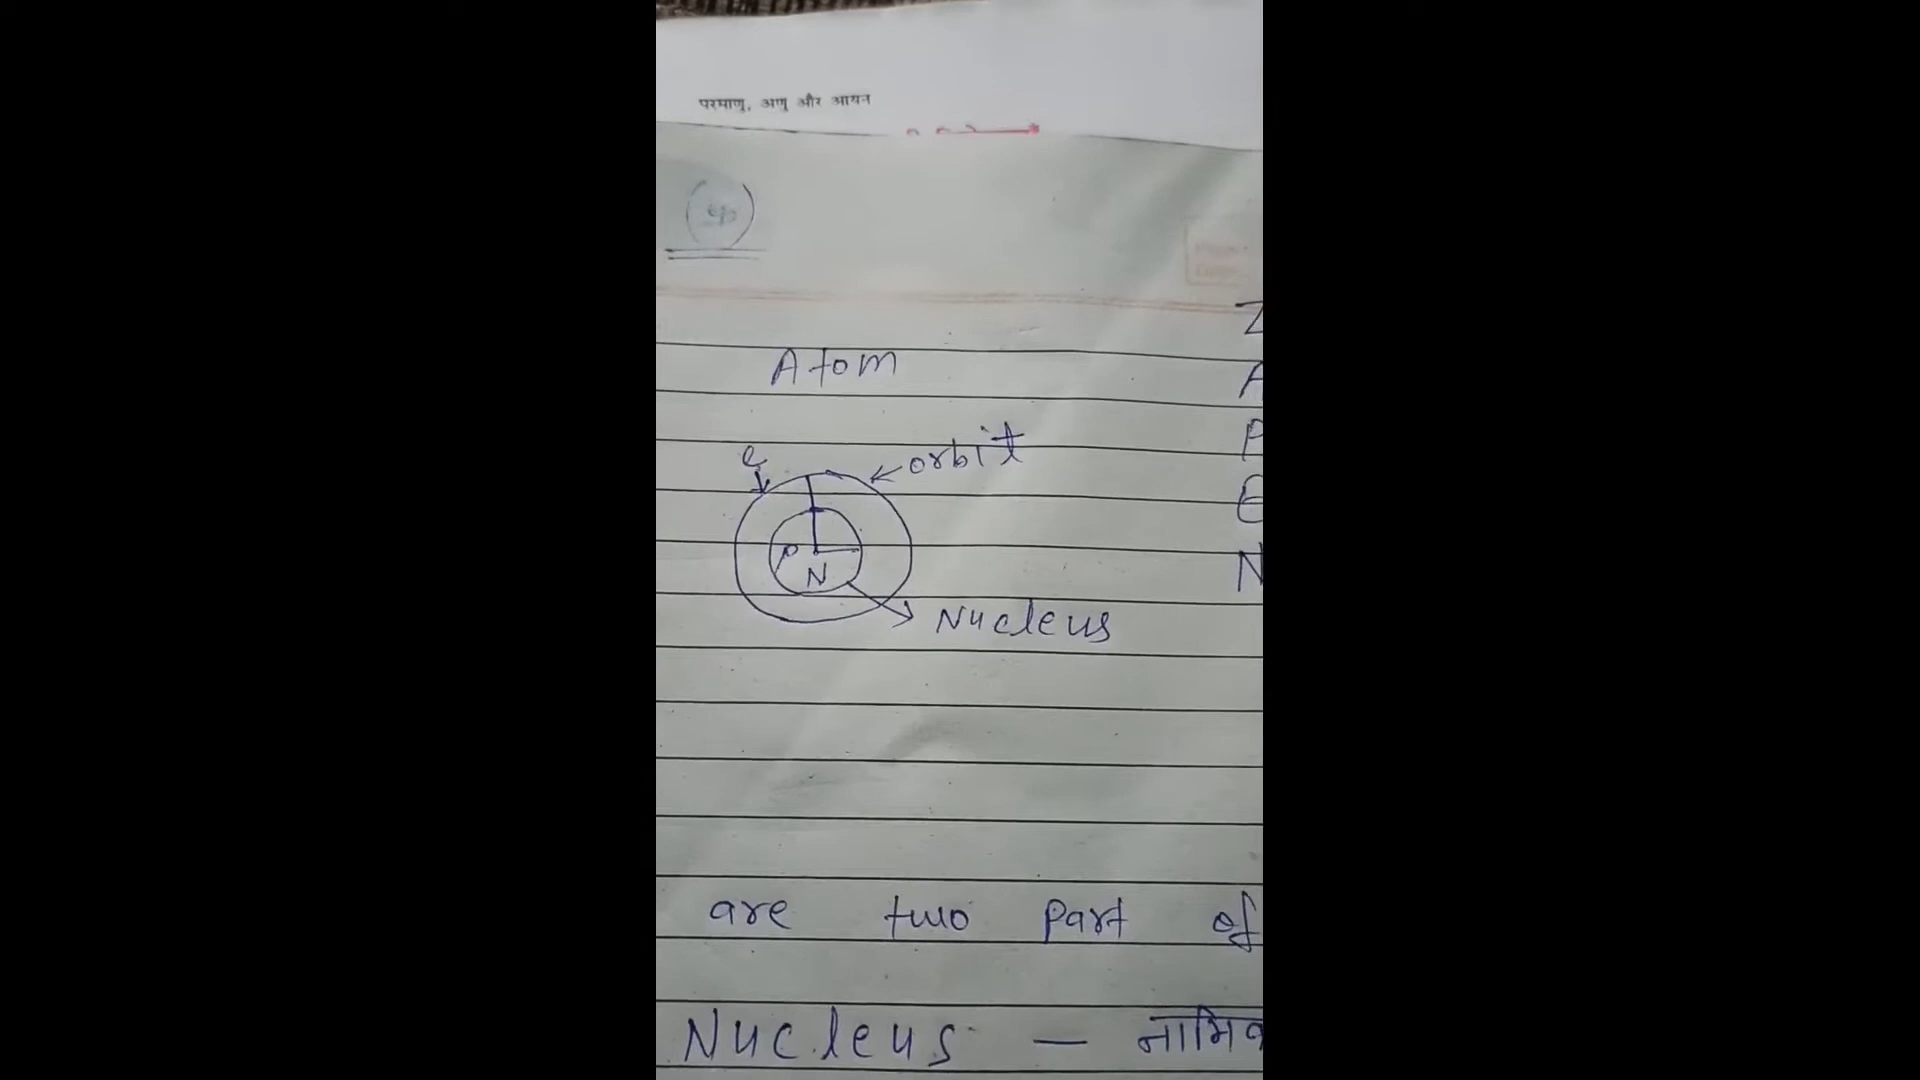 परमाणु, अणु और आयन
Z
Atom
A
P
e
orbit
E
P
N
N
Nucleus
are two part of
Nucleus —